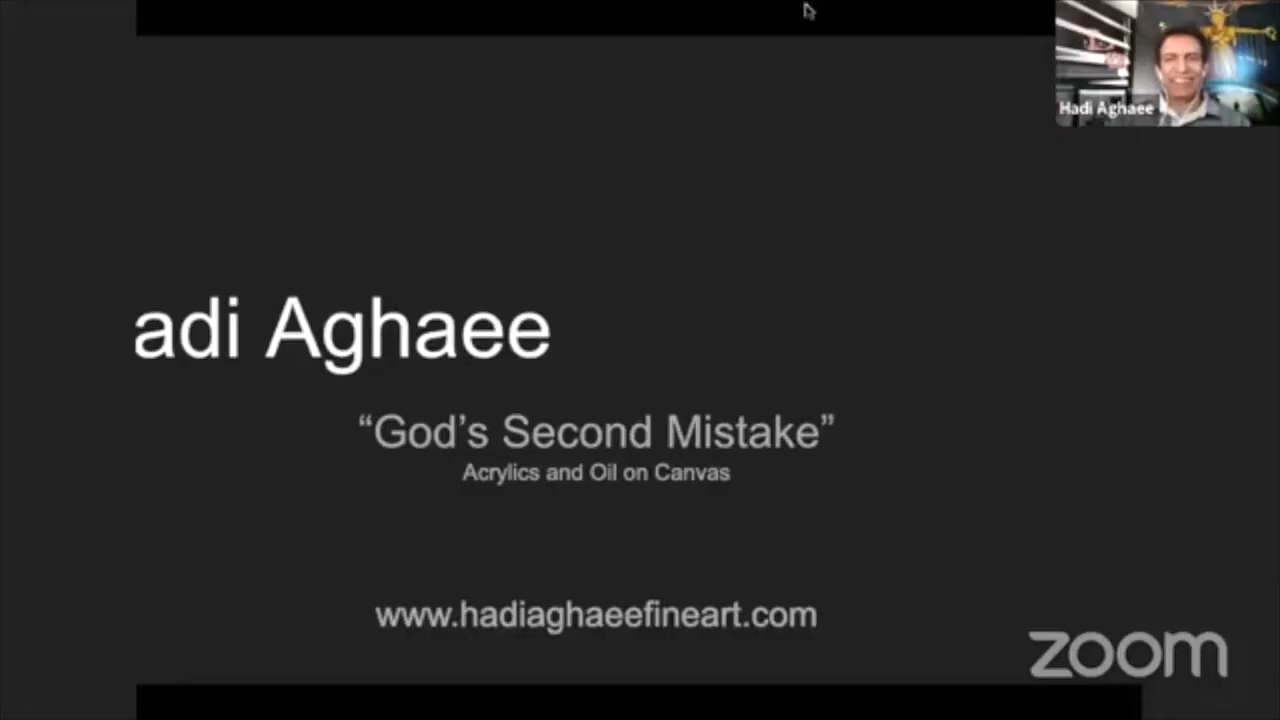 Hadi Aghaee
adi Aghaee
“God’s Second Mistake”
Acrylics and Oil on Canvas
www.hadiaghaeefineart.com
zoom